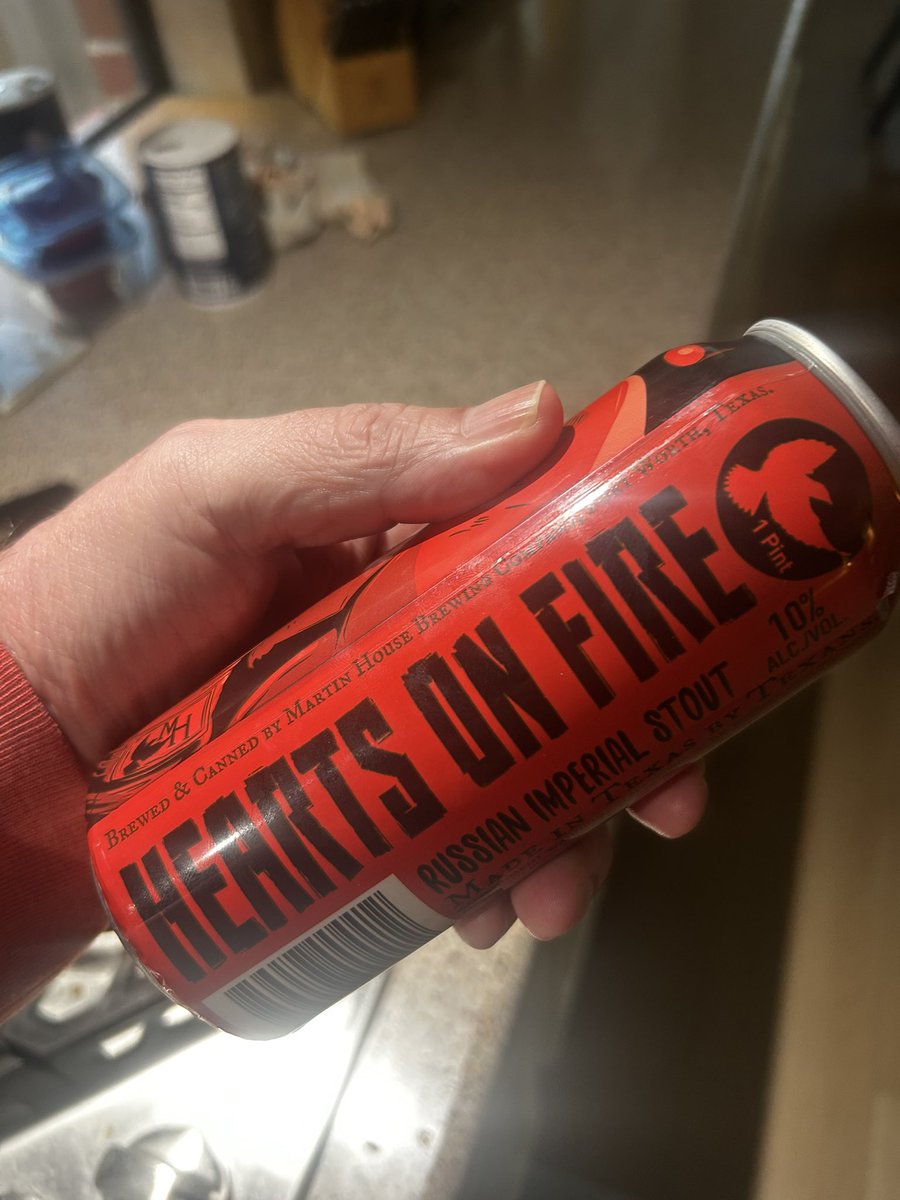 MH
BREWED & CANNED BY MARTIN HOUSE BREWING WORTH, TEXAS.
HEARTS ON FIRE
1 Pint
RUSSIAN IMPERIAL STOUT
10%
ALC./VOL.
MADE IN TEXAS BY TEXANS